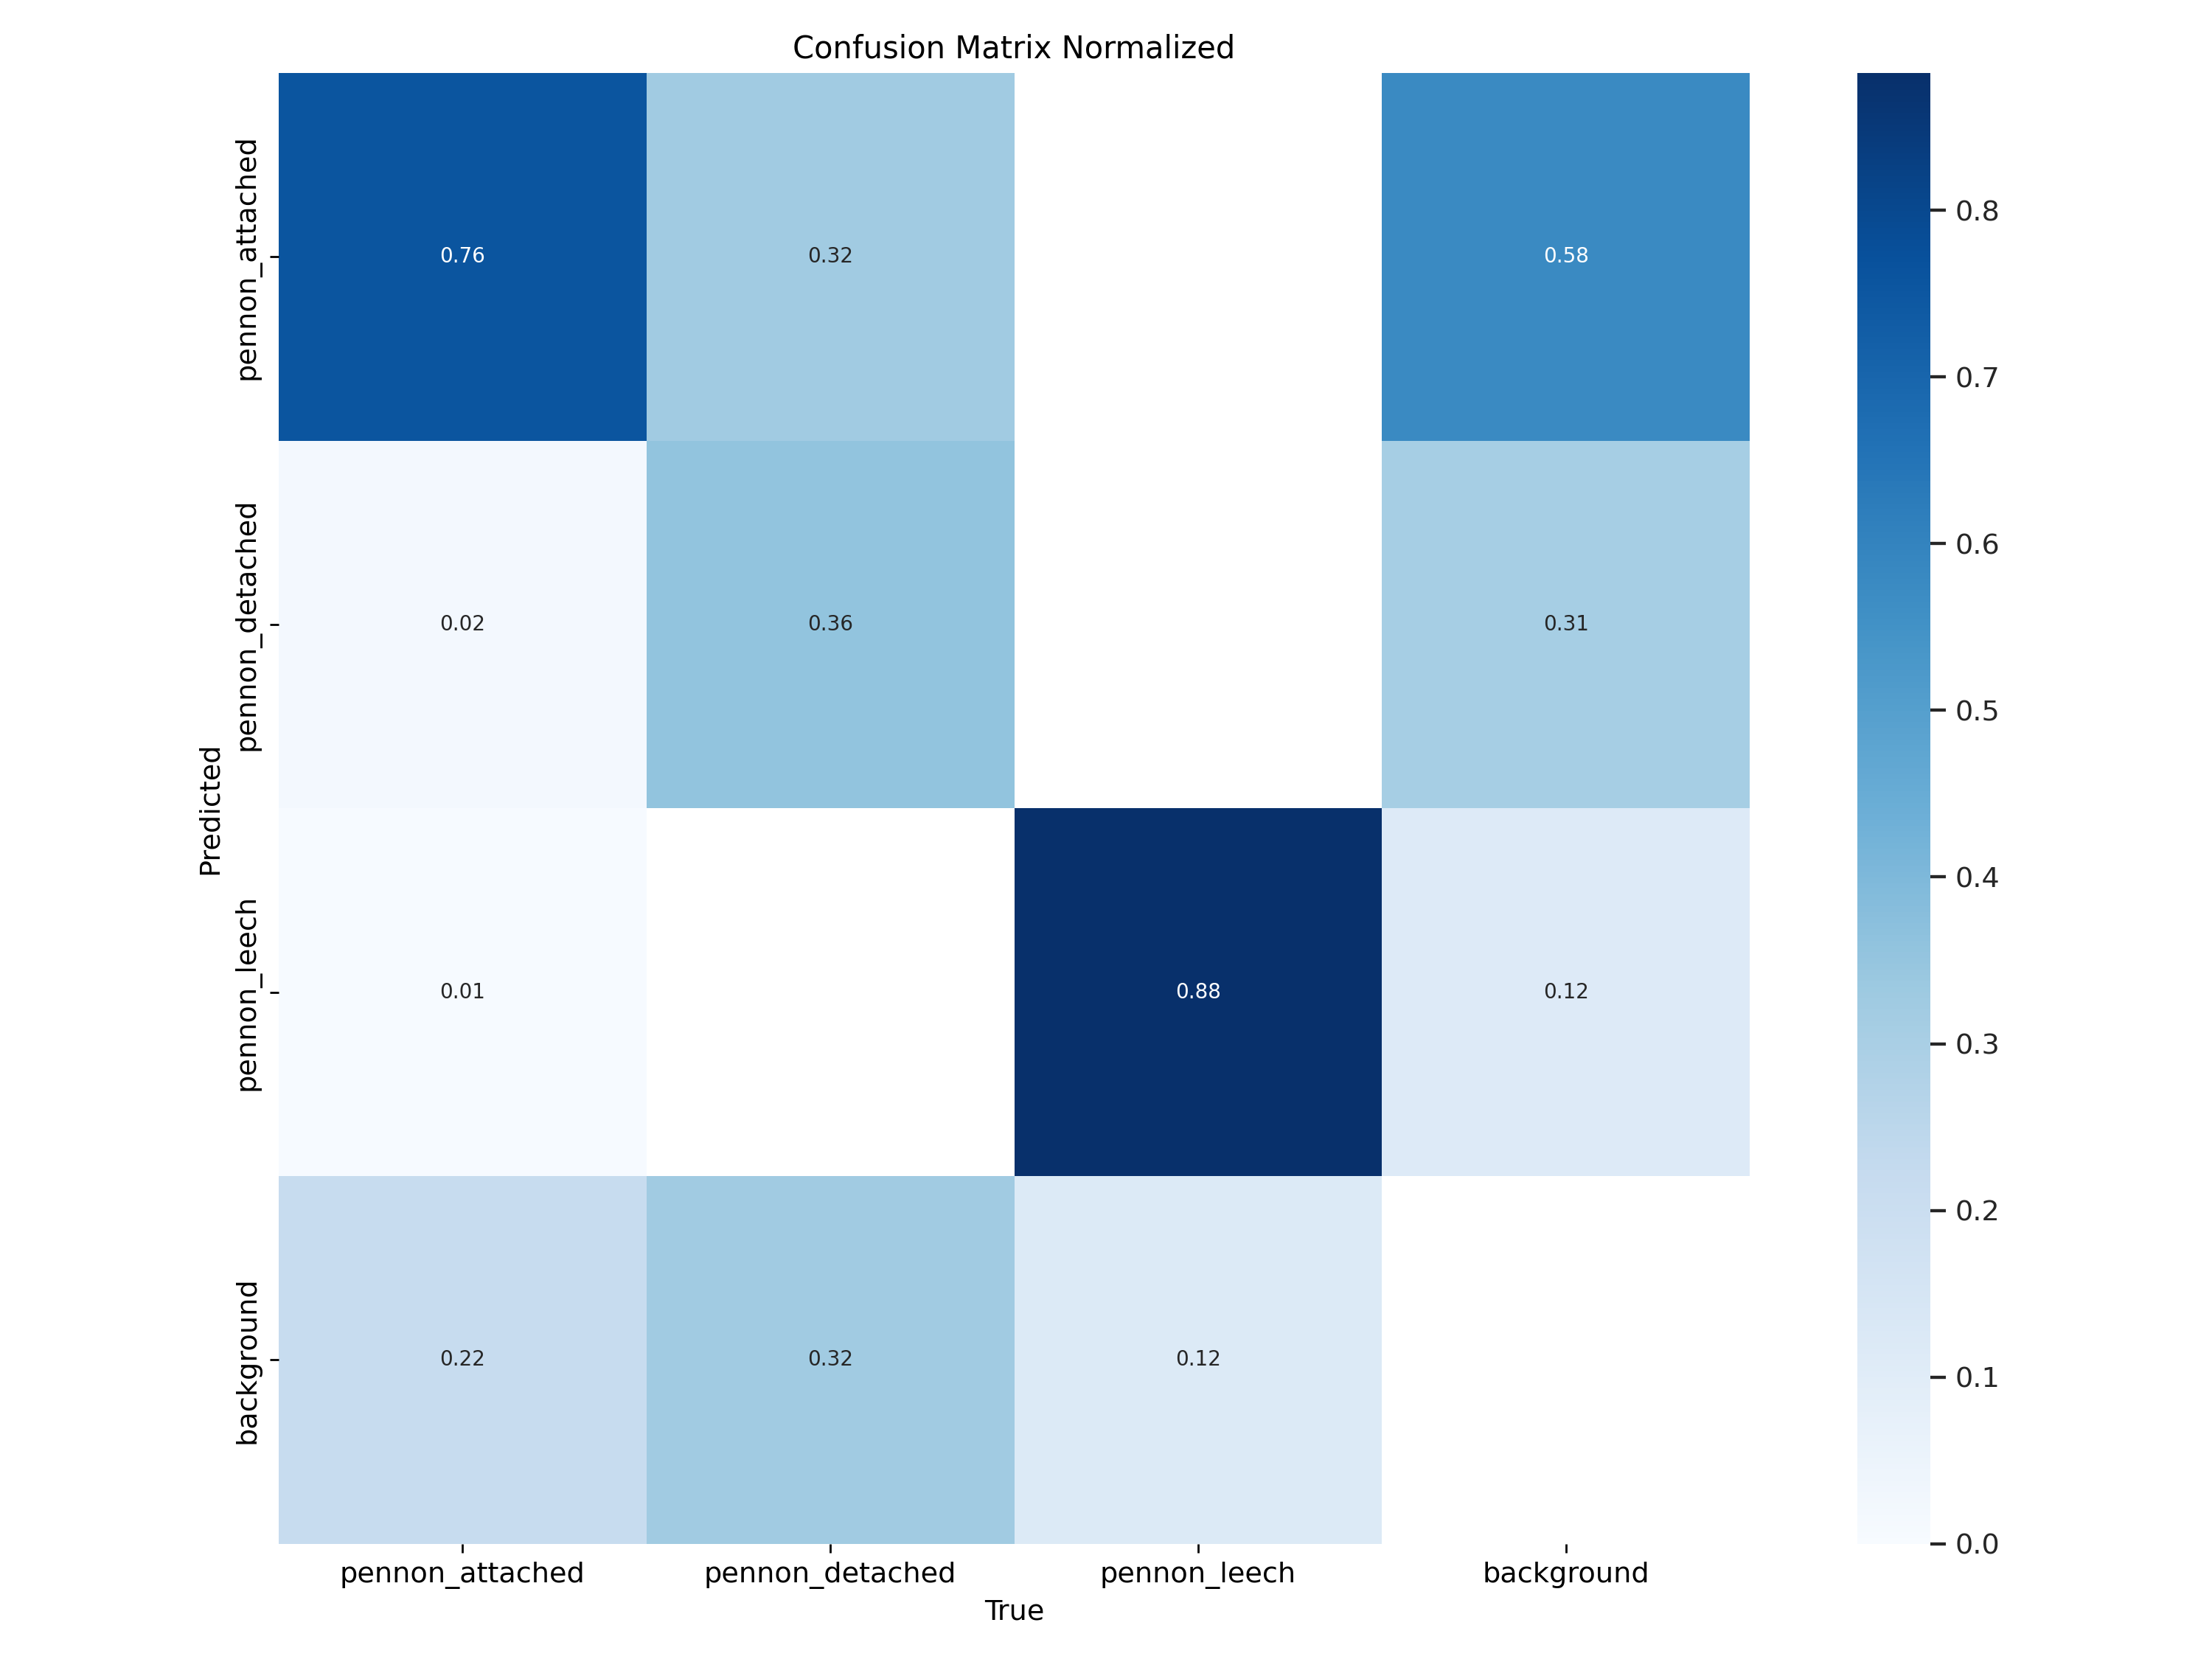 Confusion Matrix Normalized
Predicted
pennon_attached
0.76
0.32
0.58
pennon_detached
0.02
0.36
0.31
pennon_leech
0.01
0.88
0.12
background
0.22
0.32
0.12
pennon_attached
pennon_detached
pennon_leech
background
True
0.8
0.7
0.6
0.5
0.4
0.3
0.2
0.1
0.0